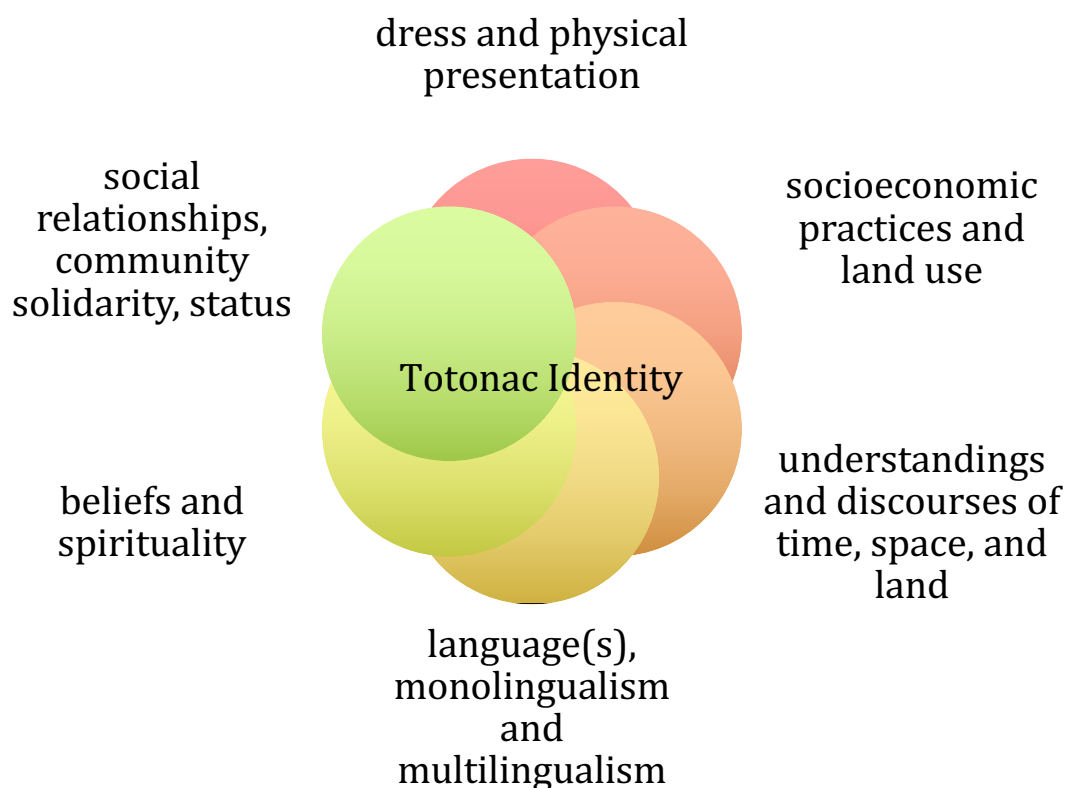 dress and physical
presentation
social
relationships,
community
solidarity, status
socioeconomic
practices and
land use
Totonac Identity
beliefs and
spirituality
understandings
and discourses of
time, space, and
land
language(s),
monolingualism
and
multilingualism